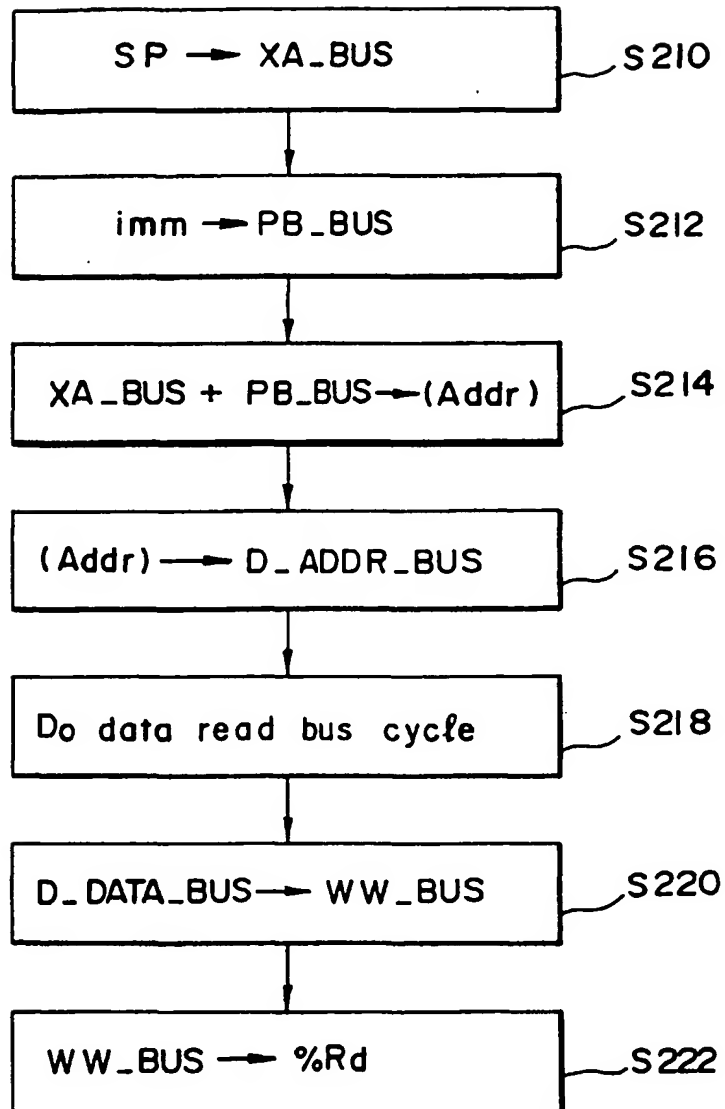 SP → XA_BUS S210
imm → PB_BUS S212
XA_BUS + PB_BUS → (Addr) S214
(Addr) → D_ADDR_BUS S216
Do data read bus cycle S218
D_DATA_BUS → WW_BUS S220
WW_BUS → %Rd S222